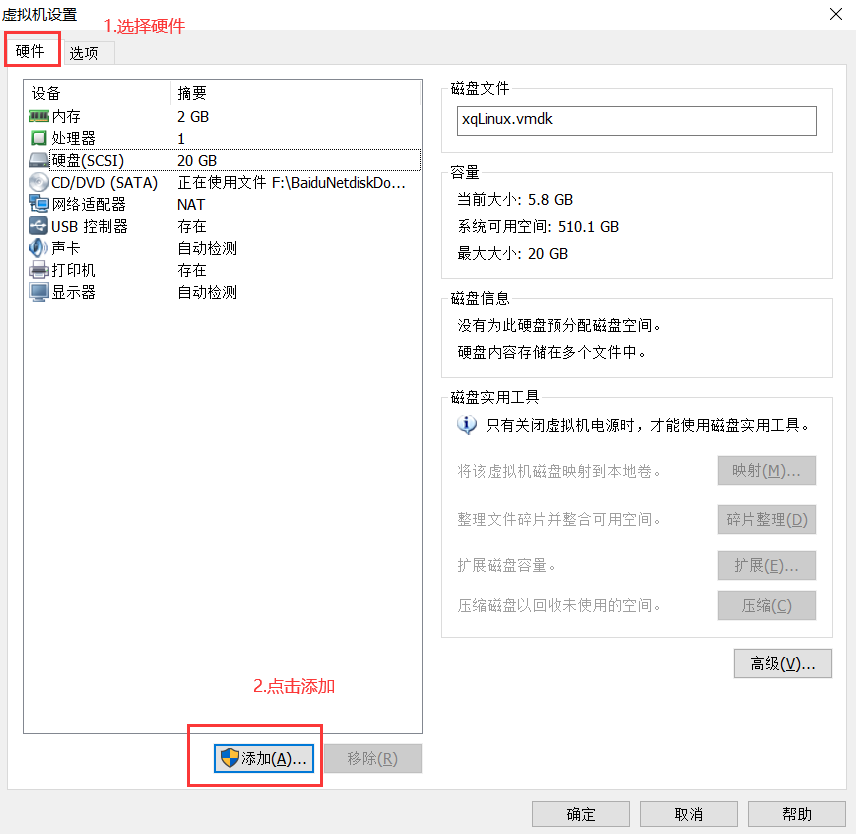 虚拟机设置
1.选择硬件
硬件 选项
设备 摘要
内存 2 GB
处理器 1
硬盘(SCSI) 20 GB
CD/DVD (SATA) 正在使用文件 F:\BaiduNetdiskDo...
网络适配器 NAT
USB 控制器 存在
声卡 自动检测
打印机 存在
显示器 自动检测
2.点击添加
添加(A)... 移除(R)
磁盘文件
xqLinux.vmdk
容量
当前大小: 5.8 GB
系统可用空间: 510.1 GB
最大大小: 20 GB
磁盘信息
没有为此硬盘预分配磁盘空间。
硬盘内容存储在多个文件中。
磁盘实用工具
只有关闭虚拟机电源时，才能使用磁盘实用工具。
将该虚拟机磁盘映射到本地卷。 映射(M)...
整理文件碎片并整合可用空间。 碎片整理(D)
扩展磁盘容量。 扩展(E)...
压缩磁盘以回收未使用的空间。 压缩(C)
高级(V)...
确定 取消 帮助